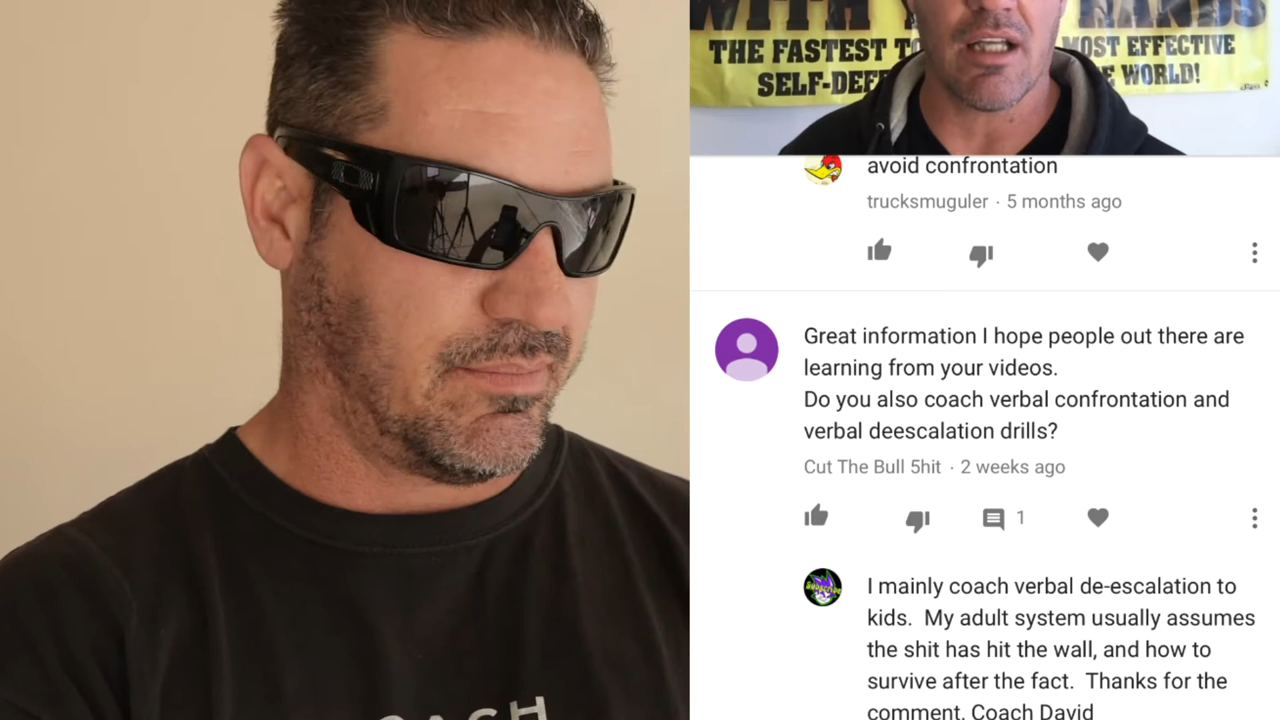 WITH HANDS
THE FASTEST MOST EFFECTIVE
WORLD!
avoid confrontation
trucksmuguler · 5 months ago
Great information I hope people out there are
learning from your videos.
Do you also coach verbal confrontation and
verbal deescalation drills?
Cut The Bull 5hit · 2 weeks ago
1
I mainly coach verbal de-escalation to
kids. My adult system usually assumes
the shit has hit the wall, and how to
survive after the fact. Thanks for the
comment. Coach David
COACH